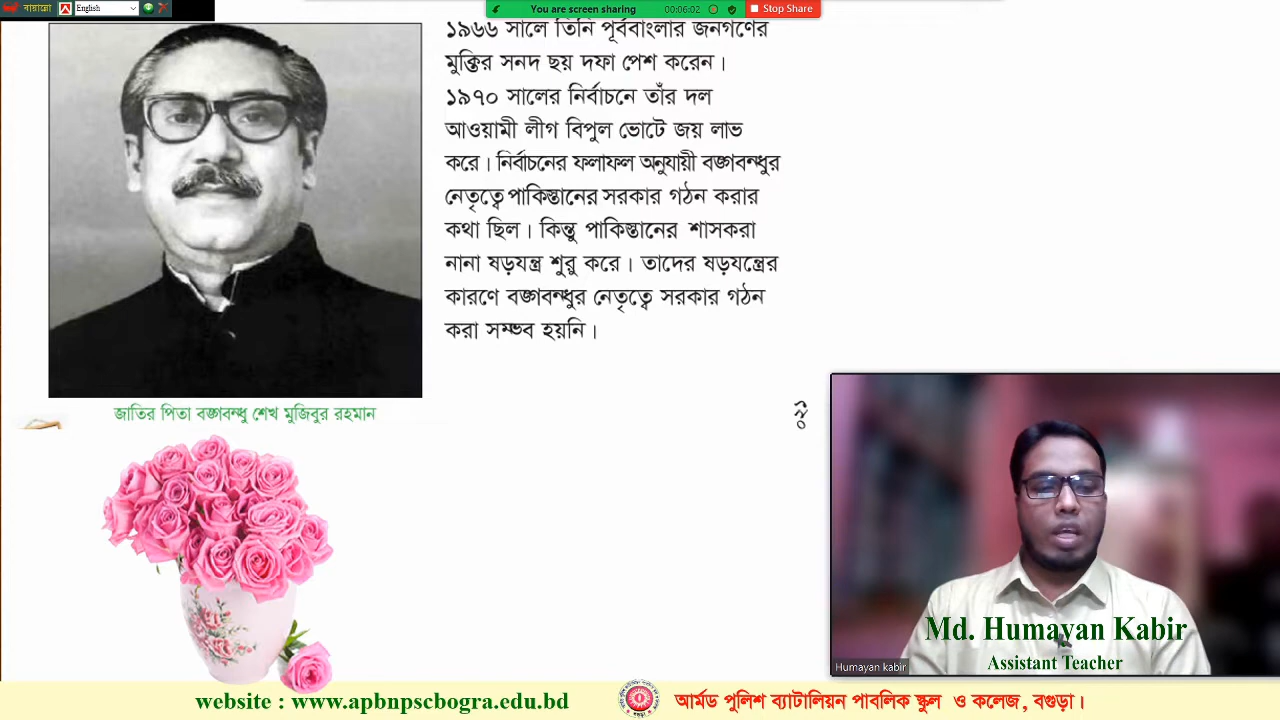 বায়ান্নো English
You are screen sharing 00:06:02 Stop Share
১৯৬৬ সালে তিনি পূর্ববাংলার জনগণের
মুক্তির সনদ ছয় দফা পেশ করেন।
১৯৭০ সালের নির্বাচনে তাঁর দল
আওয়ামী লীগ বিপুল ভোটে জয় লাভ
করে। নির্বাচনের ফলাফল অনুযায়ী বঙ্গবন্ধুর
নেতৃত্বে পাকিস্তানের সরকার গঠন করার
কথা ছিল। কিন্তু পাকিস্তানের শাসকরা
নানা ষড়যন্ত্র শুরু করে। তাদের ষড়যন্ত্রের
কারণে বঙ্গবন্ধুর নেতৃত্বে সরকার গঠন
করা সম্ভব হয়নি।
জাতির পিতা বঙ্গবন্ধু শেখ মুজিবুর রহমান
Md. Humayan Kabir
Assistant Teacher
Humayan kabir
website : www.apbnpscbogra.edu.bd
আর্মড পুলিশ ব্যাটালিয়ন পাবলিক স্কুল ও কলেজ, বগুড়া।